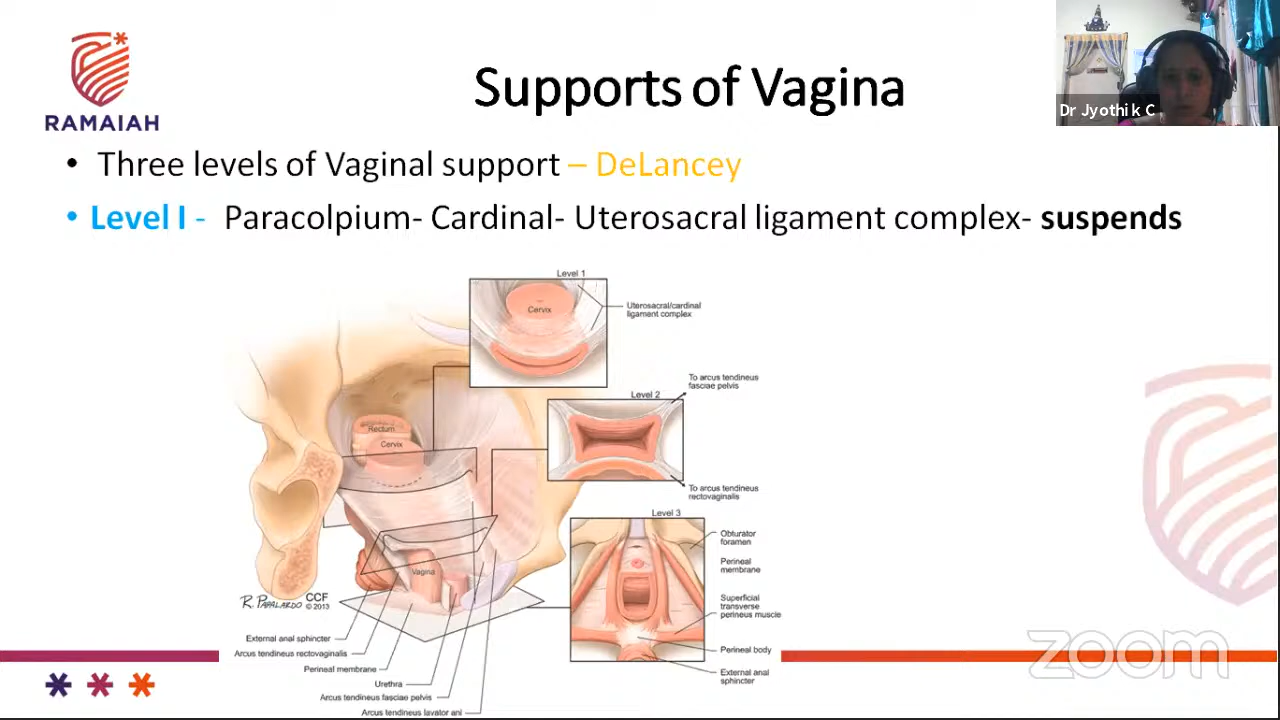 RAMAIAH
Supports of Vagina
Dr Jyothik C
• Three levels of Vaginal support – DeLancey
• Level I - Paracolpium- Cardinal- Uterosacral ligament complex- suspends
Level 1
Cervix
Uterosacral/cardinal
ligament complex
Level 2
To arcus tendineus
fasciae pelvis
To arcus tendineus
rectovaginalis
Rectum
Cervix
Vagina
Level 3
Obturator
foramen
Perineal
membrane
Superficial
transverse
perineus muscle
Perineal body
External anal
sphincter
R. PAPALARDO
CCF
© 2013
External anal sphincter
Arcus tendineus rectovaginalis
Perineal membrane
Urethra
Arcus tendineus fasciae pelvis
Arcus tendineus lavator ani
zoom